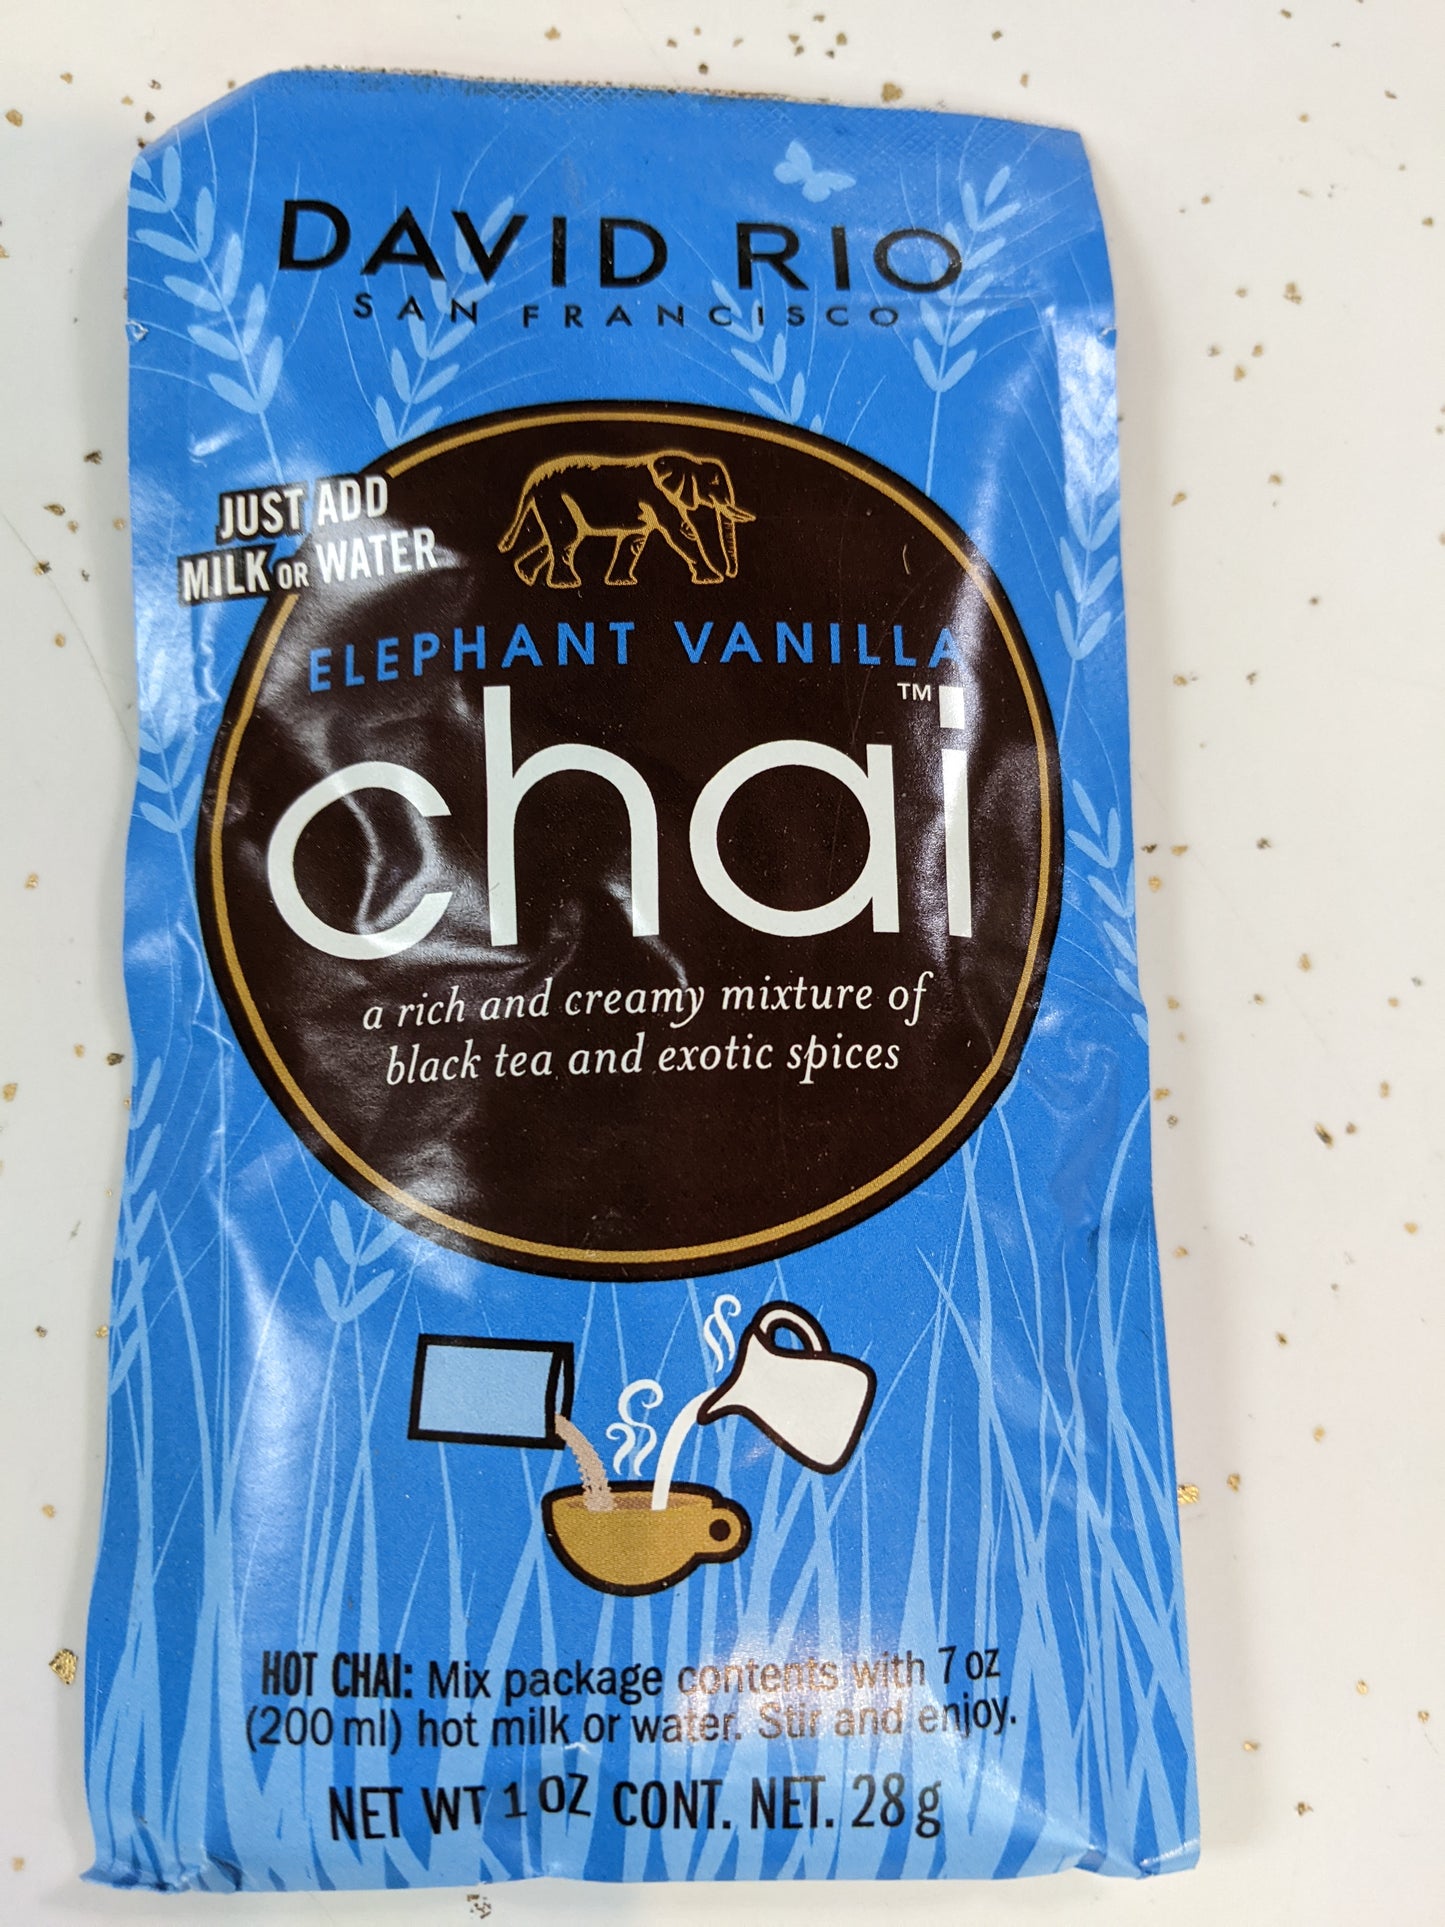 DAVID RIO
SAN FRANCISCO
JUST ADD
MILK OR WATER
ELEPHANT VANILLA
chai™
a rich and creamy mixture of
black tea and exotic spices
HOT CHAI: Mix package contents with 7 oz
(200 ml) hot milk or water. Stir and enjoy.
NET WT 1 OZ CONT. NET. 28 g